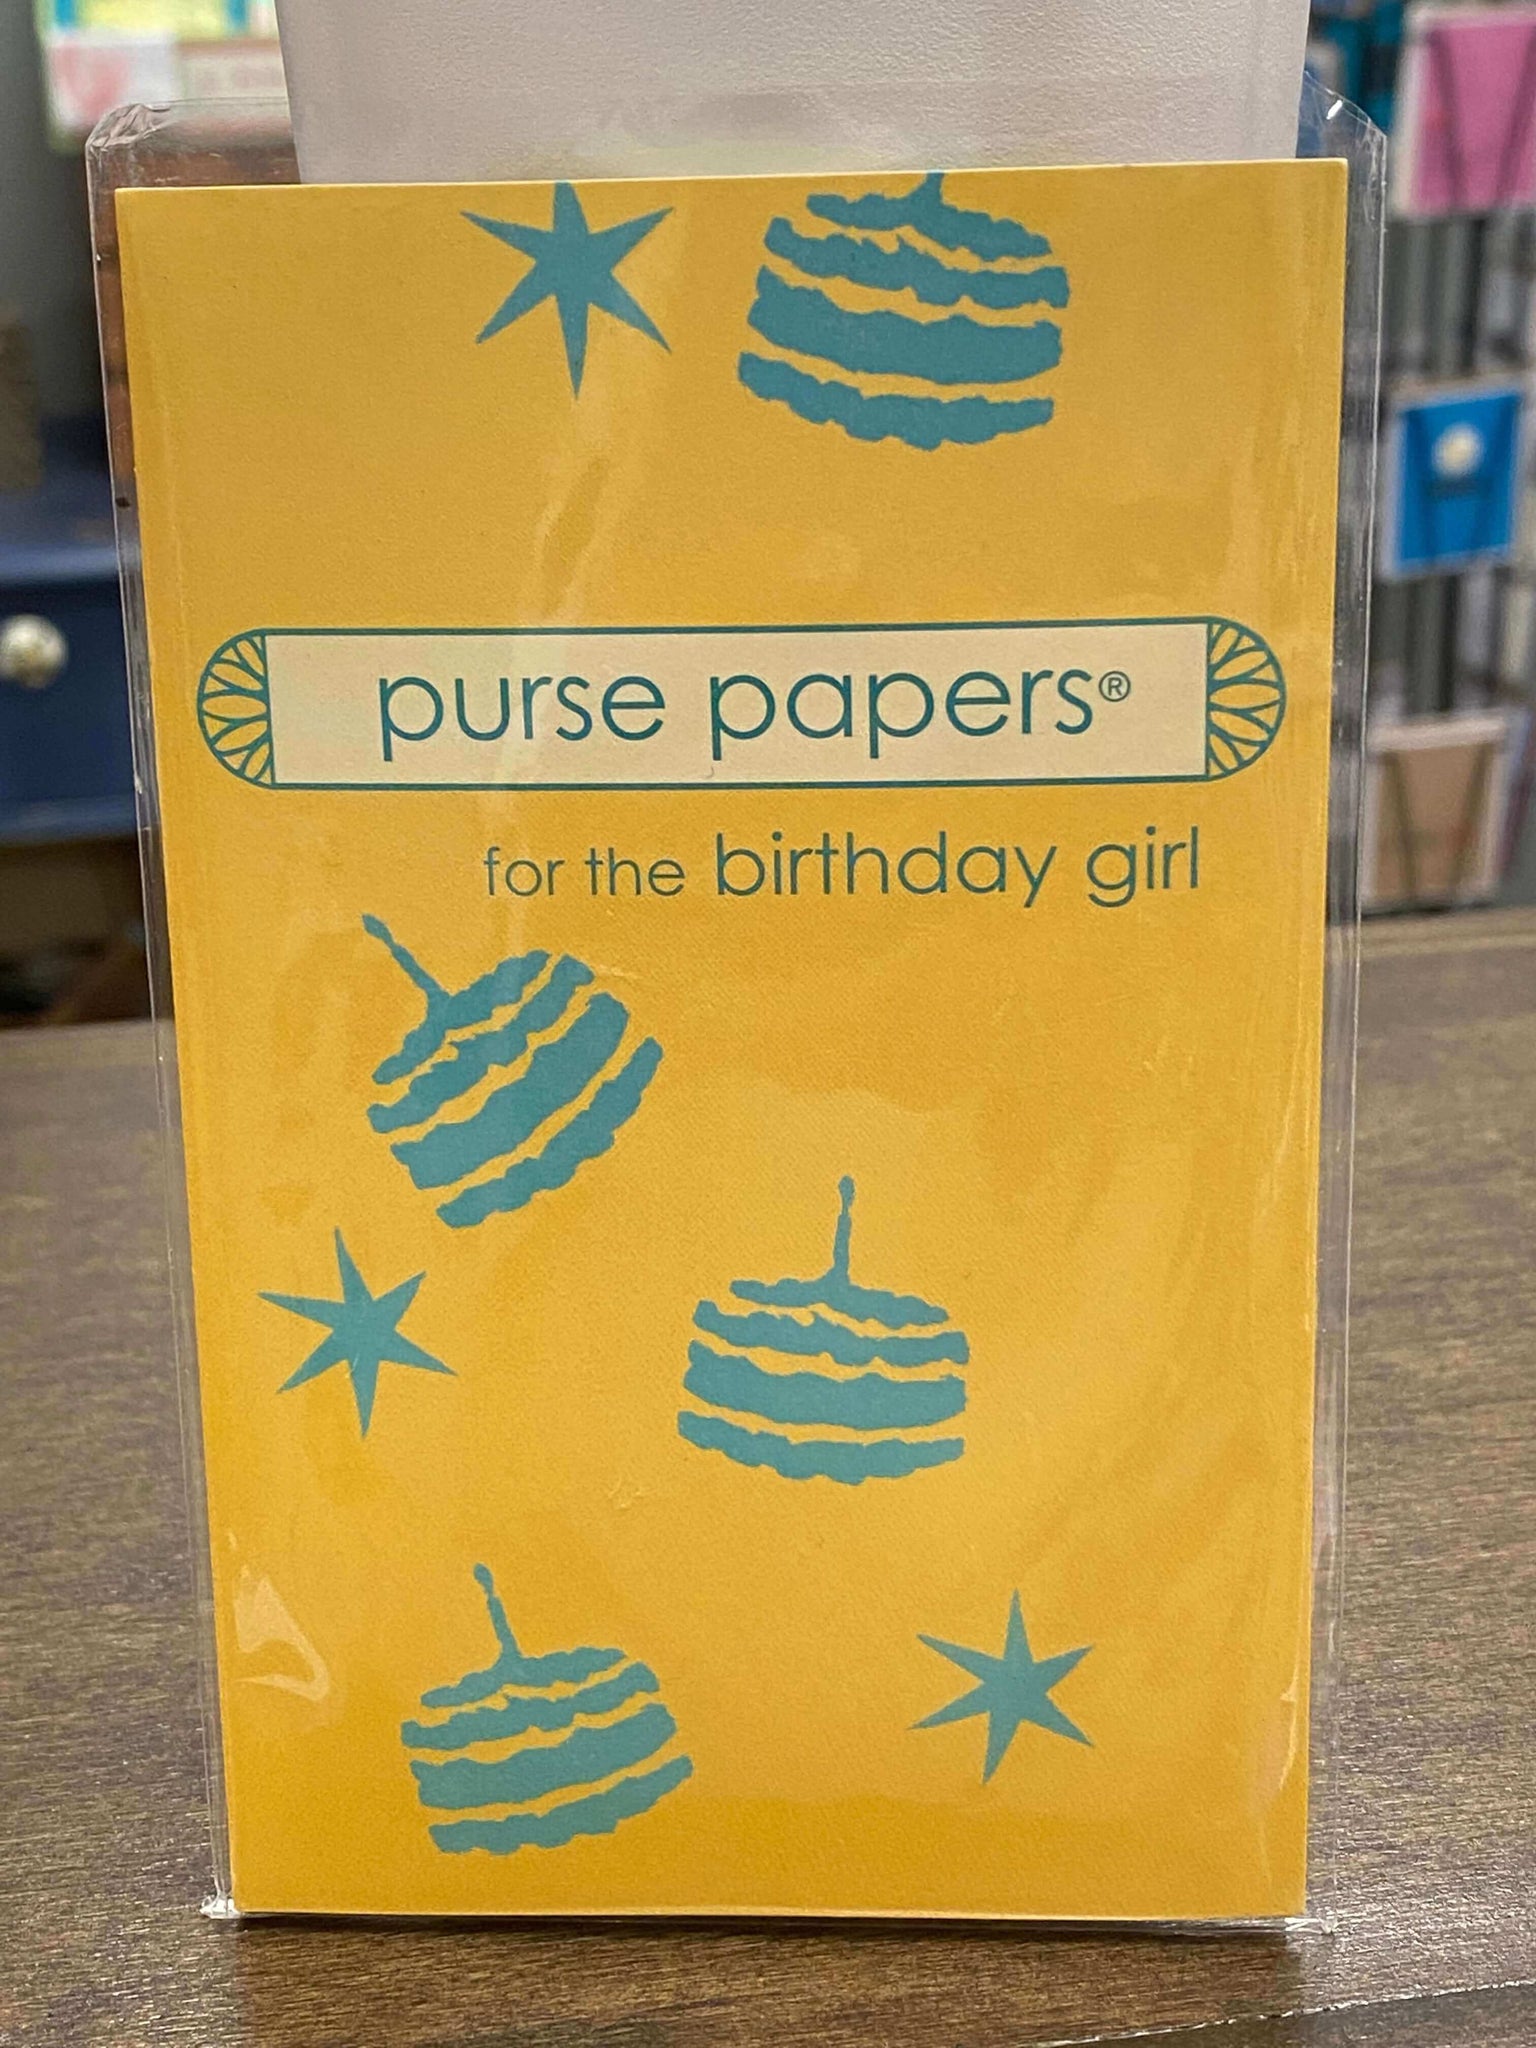 purse papers®
for the birthday girl